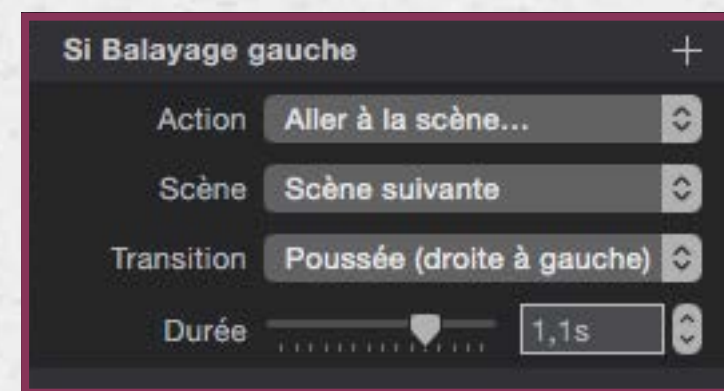 Si Balayage gauche
Action Aller à la scène...
Scène Scène suivante
Transition Poussée (droite à gauche)
Durée 1,1s